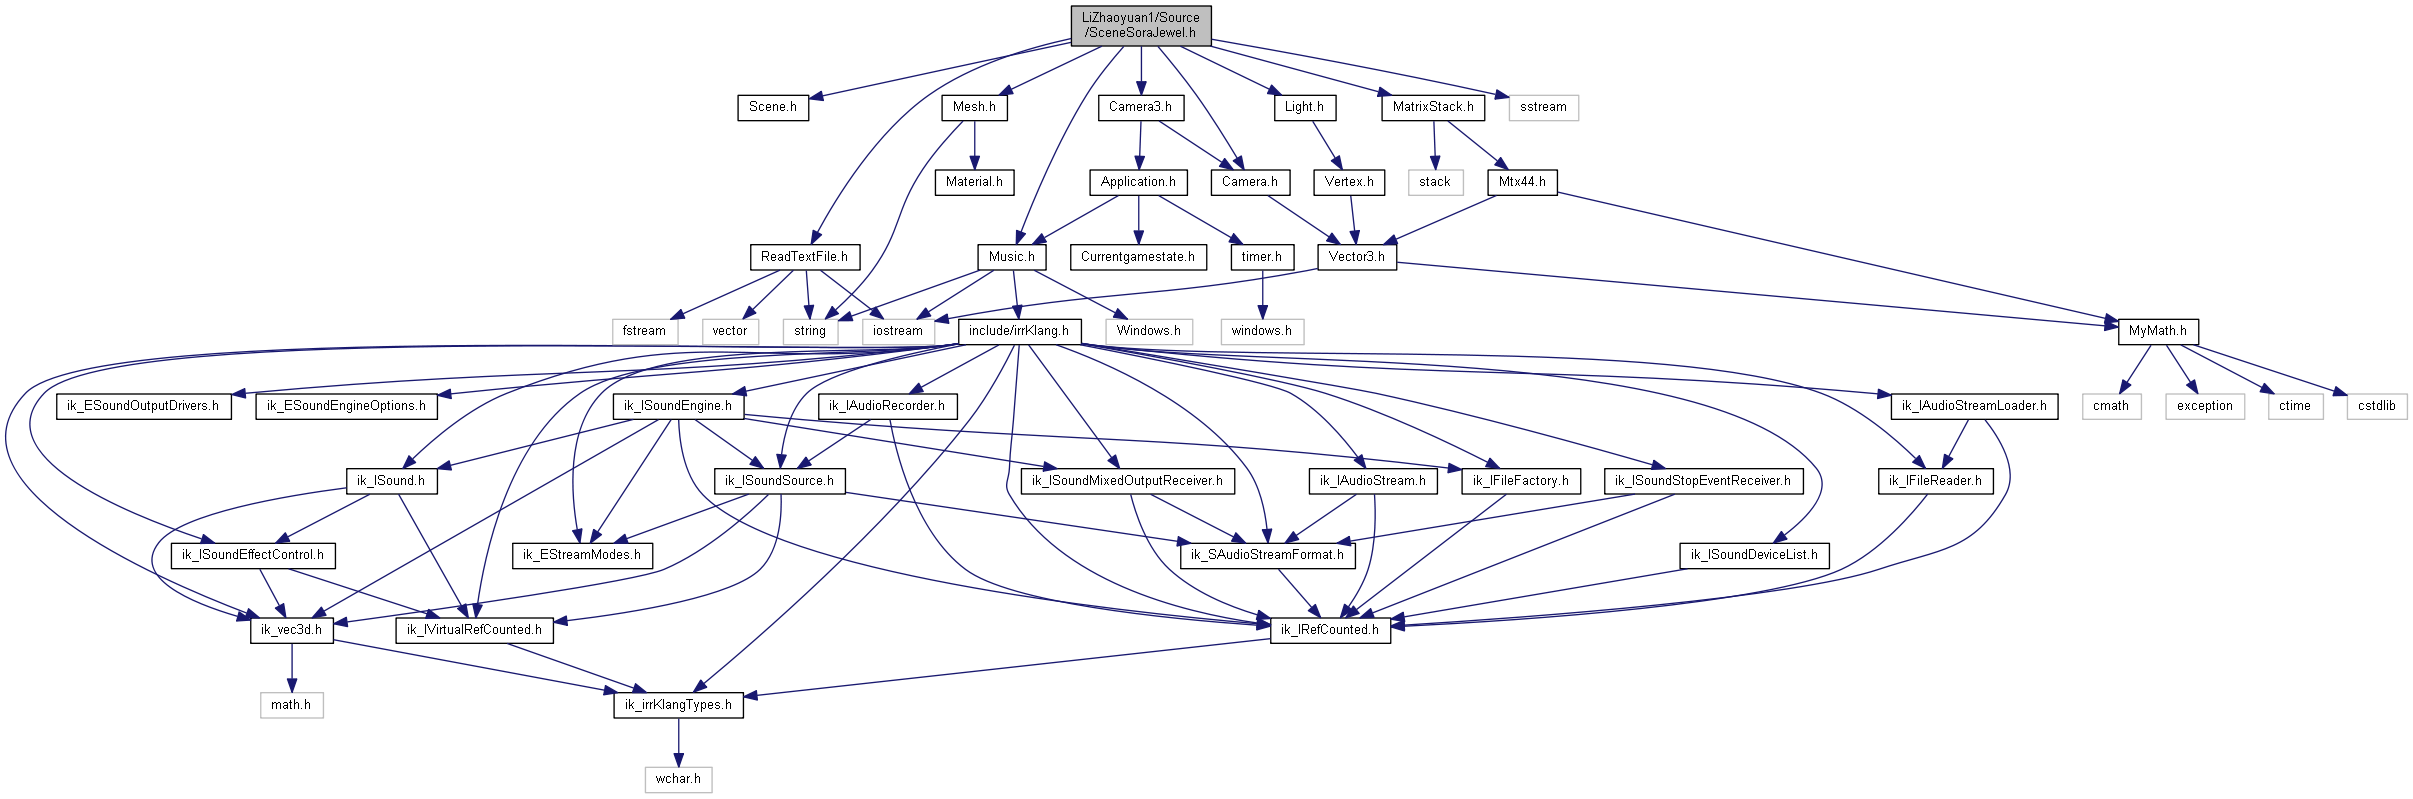 LiZhaoyuan1/Source
/SceneSoraJewel.h
Scene.h
Mesh.h
Camera3.h
Light.h
MatrixStack.h
sstream
Material.h
Application.h
Camera.h
Vertex.h
stack
Mtx44.h
ReadTextFile.h
Music.h
Currentgamestate.h
timer.h
Vector3.h
fstream
vector
string
iostream
include/irrKlang.h
Windows.h
windows.h
MyMath.h
ik_ESoundOutputDrivers.h
ik_ESoundEngineOptions.h
ik_ISoundEngine.h
ik_IAudioRecorder.h
ik_IAudioStreamLoader.h
cmath
exception
ctime
cstdlib
ik_ISound.h
ik_ISoundSource.h
ik_ISoundMixedOutputReceiver.h
ik_IAudioStream.h
ik_IFileFactory.h
ik_ISoundStopEventReceiver.h
ik_IFileReader.h
ik_ISoundEffectControl.h
ik_EStreamModes.h
ik_SAudioStreamFormat.h
ik_ISoundDeviceList.h
ik_vec3d.h
ik_IVirtualRefCounted.h
ik_IRefCounted.h
math.h
ik_irrKlangTypes.h
wchar.h